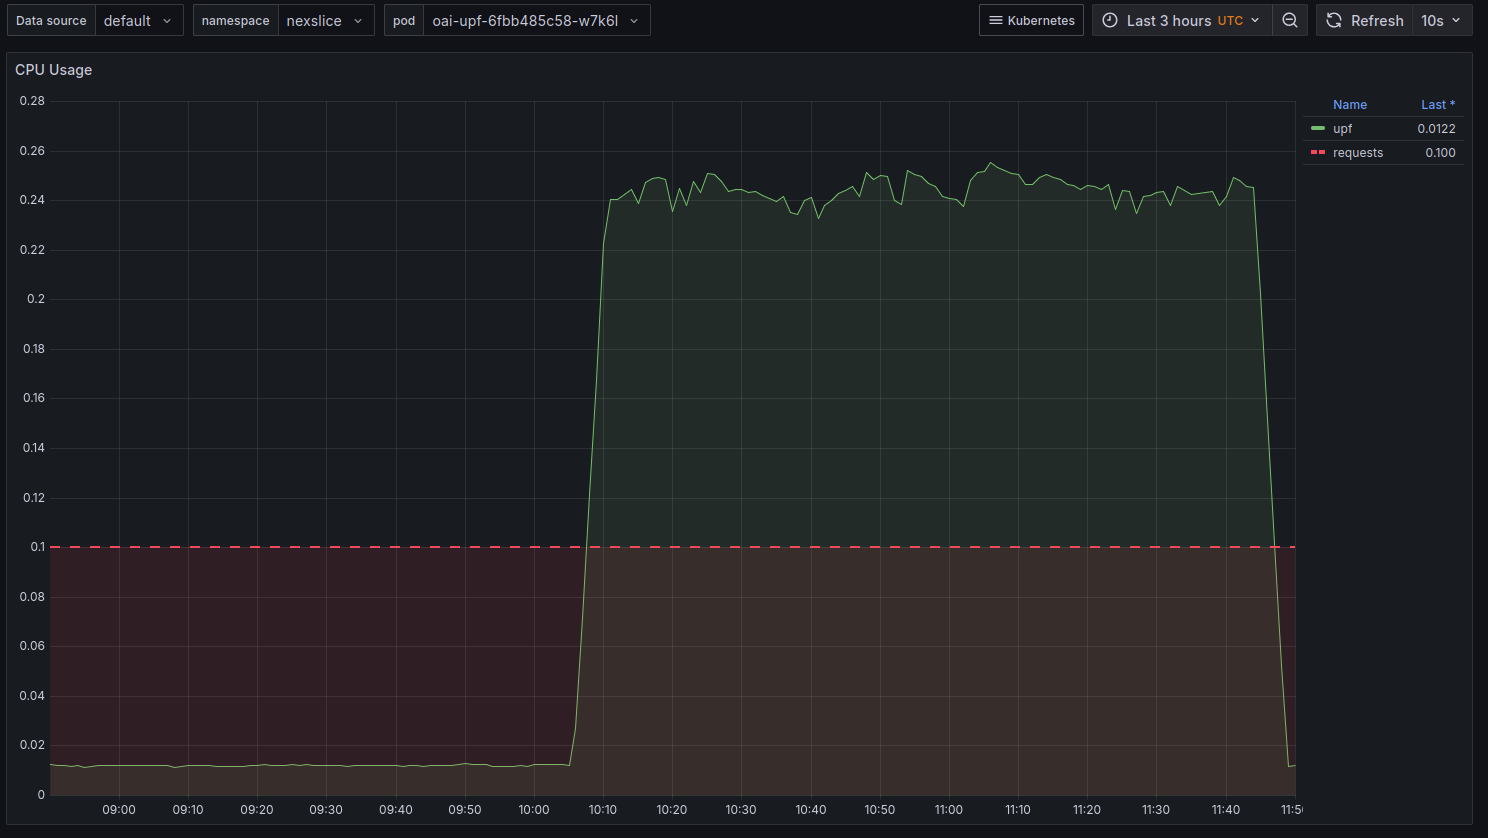 Data source default namespace nexslice pod oai-upf-6fbb485c58-w7k6l Kubernetes Last 3 hours UTC Refresh 10s
CPU Usage
0.28
0.26
0.24
0.22
0.2
0.18
0.16
0.14
0.12
0.1
0.08
0.06
0.04
0.02
0
09:00 09:10 09:20 09:30 09:40 09:50 10:00 10:10 10:20 10:30 10:40 10:50 11:00 11:10 11:20 11:30 11:40 11:5
Name Last *
upf 0.0122
requests 0.100